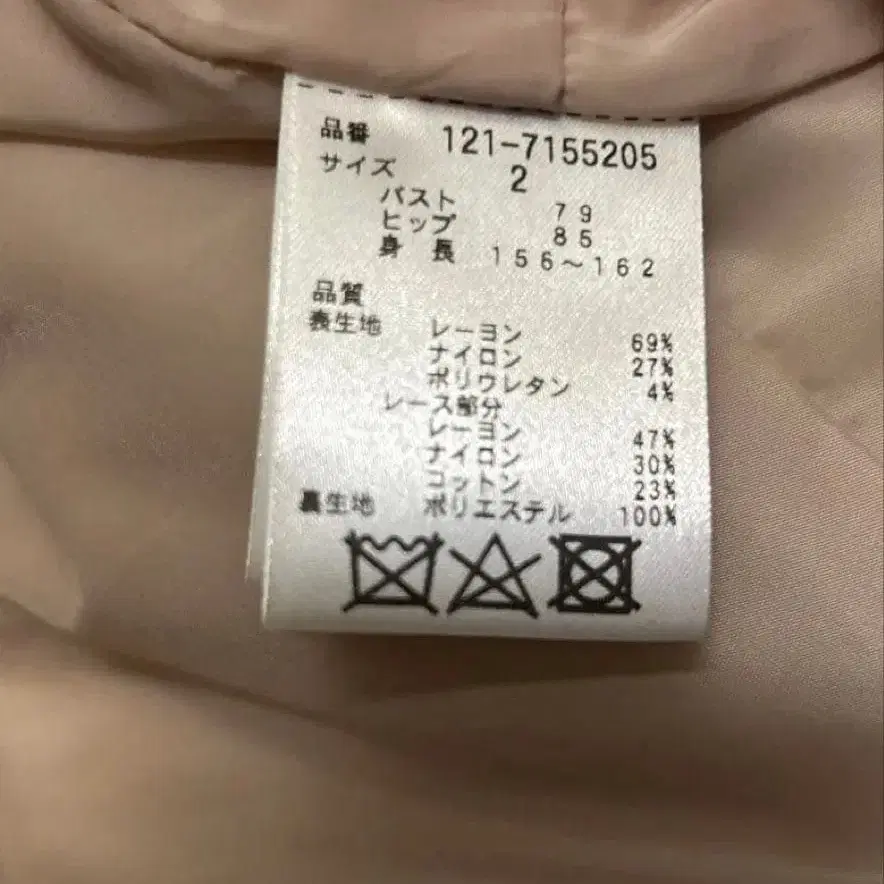 品番 121-7155205
サイズ 2
バスト 79
ヒップ 85
身 長 156～162
品質
表生地 レーヨン 69%
ナイロン 27%
ポリウレタン 4%
レース部分
レーヨン 47%
ナイロン 30%
コットン 23%
裏生地 ポリエステル 100%